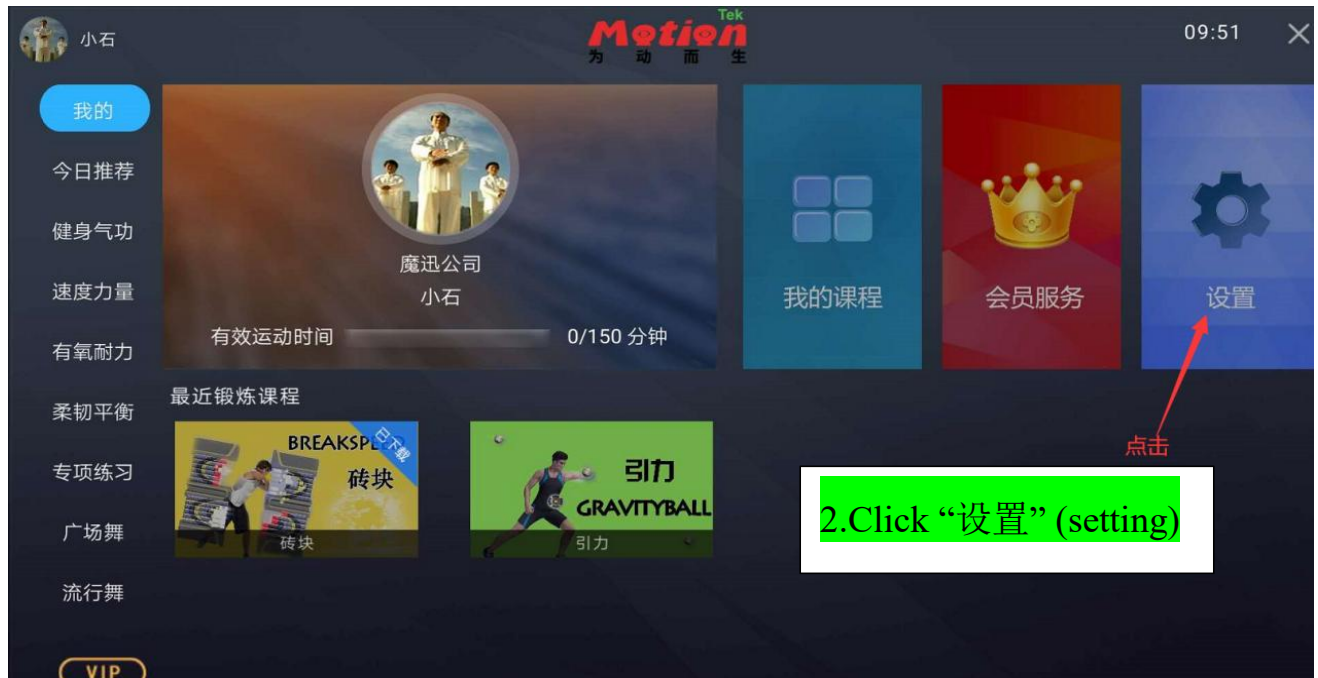 小石
MotionTek
为动而生
09:51
我的
今日推荐
健身气功
速度力量
有氧耐力
柔韧平衡
专项练习
广场舞
流行舞
VIP
魔迅公司
小石
有效运动时间 0/150 分钟
我的课程
会员服务
设置
点击
最近锻炼课程
BREAKSPEED
已下载
砖块
砖块
引力
GRAVITYBALL
引力
2.Click “设置” (setting)